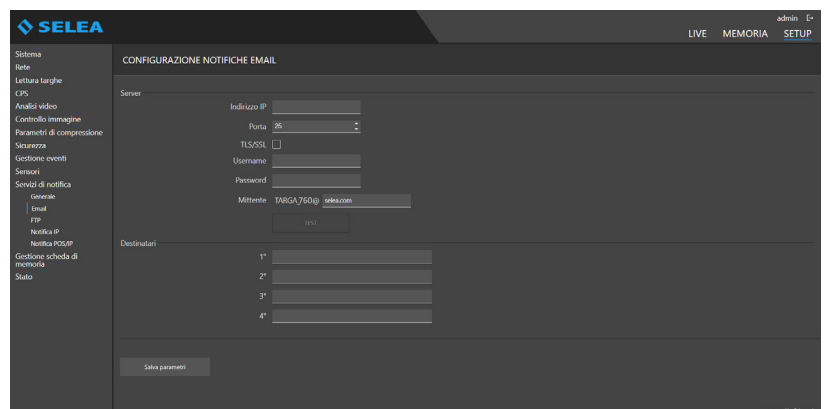 SELEA
admin
LIVE MEMORIA SETUP
Sistema
Rete
Lettura targhe
CPS
Analisi video
Controllo immagine
Parametri di compressione
Sicurezza
Gestione eventi
Sensori
Servizi di notifica
Generale
Email
FTP
Notifica IP
Notifica POS/IP
Gestione scheda di
memoria
Stato
CONFIGURAZIONE NOTIFICHE EMAIL
Server
Indirizzo IP
Porta 25
TLS/SSL
Username
Password
Mittente TARGA_760@ selea.com
TEST
Destinatari
1°
2°
3°
4°
Salva parametri